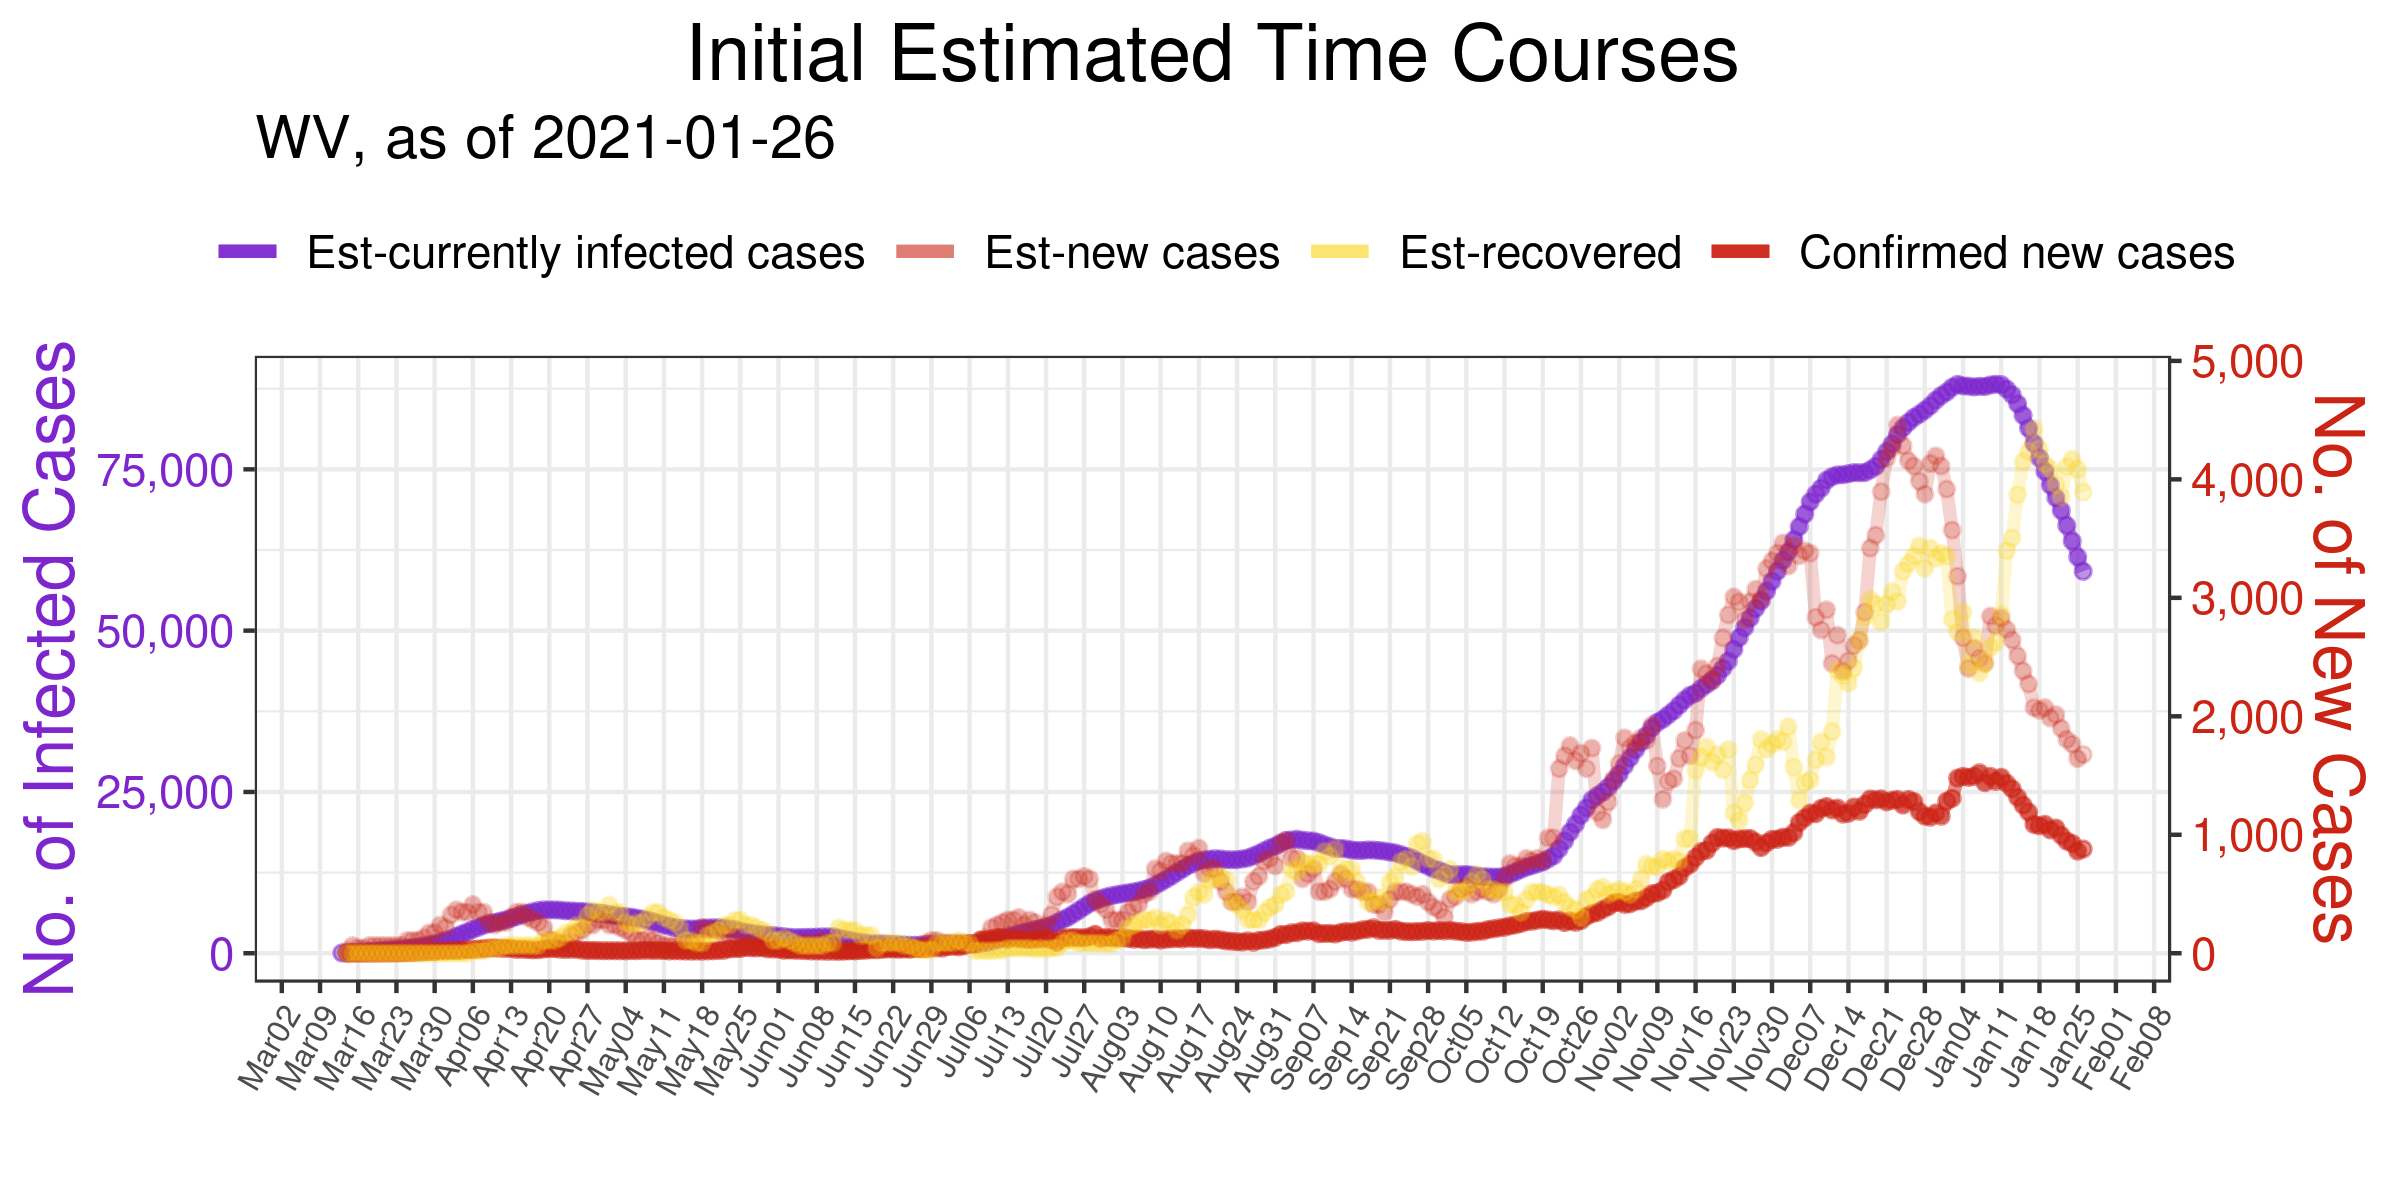 Initial Estimated Time Courses
WV, as of 2021-01-26
Est-currently infected cases Est-new cases Est-recovered Confirmed new cases
No. of Infected Cases
75,000
50,000
25,000
0
5,000
4,000
3,000
2,000
1,000
0
No. of New Cases
Mar02 Mar09 Mar16 Mar23 Mar30 Apr06 Apr13 Apr20 Apr27 May04 May11 May18 May25 Jun01 Jun08 Jun15 Jun22 Jun29 Jul06 Jul13 Jul20 Jul27 Aug03 Aug10 Aug17 Aug24 Aug31 Sep07 Sep14 Sep21 Sep28 Oct05 Oct12 Oct19 Oct26 Nov02 Nov09 Nov16 Nov23 Nov30 Dec07 Dec14 Dec21 Dec28 Jan04 Jan11 Jan18 Jan25 Feb01 Feb08